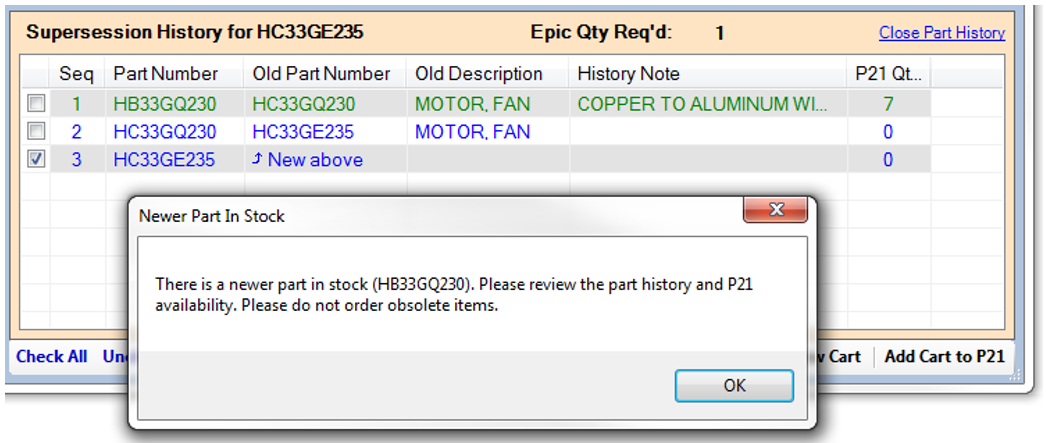 Supersession History for HC33GE235 Epic Qty Req'd: 1 Close Part History
Seq Part Number Old Part Number Old Description History Note P21 Qt...
1 HB33GQ230 HC33GQ230 MOTOR, FAN COPPER TO ALUMINUM WI... 7
2 HC33GQ230 HC33GE235 MOTOR, FAN 0
3 HC33GE235 ⤴ New above 0
Newer Part In Stock
There is a newer part in stock (HB33GQ230). Please review the part history and P21
availability. Please do not order obsolete items.
Check All Cart Add Cart to P21
OK